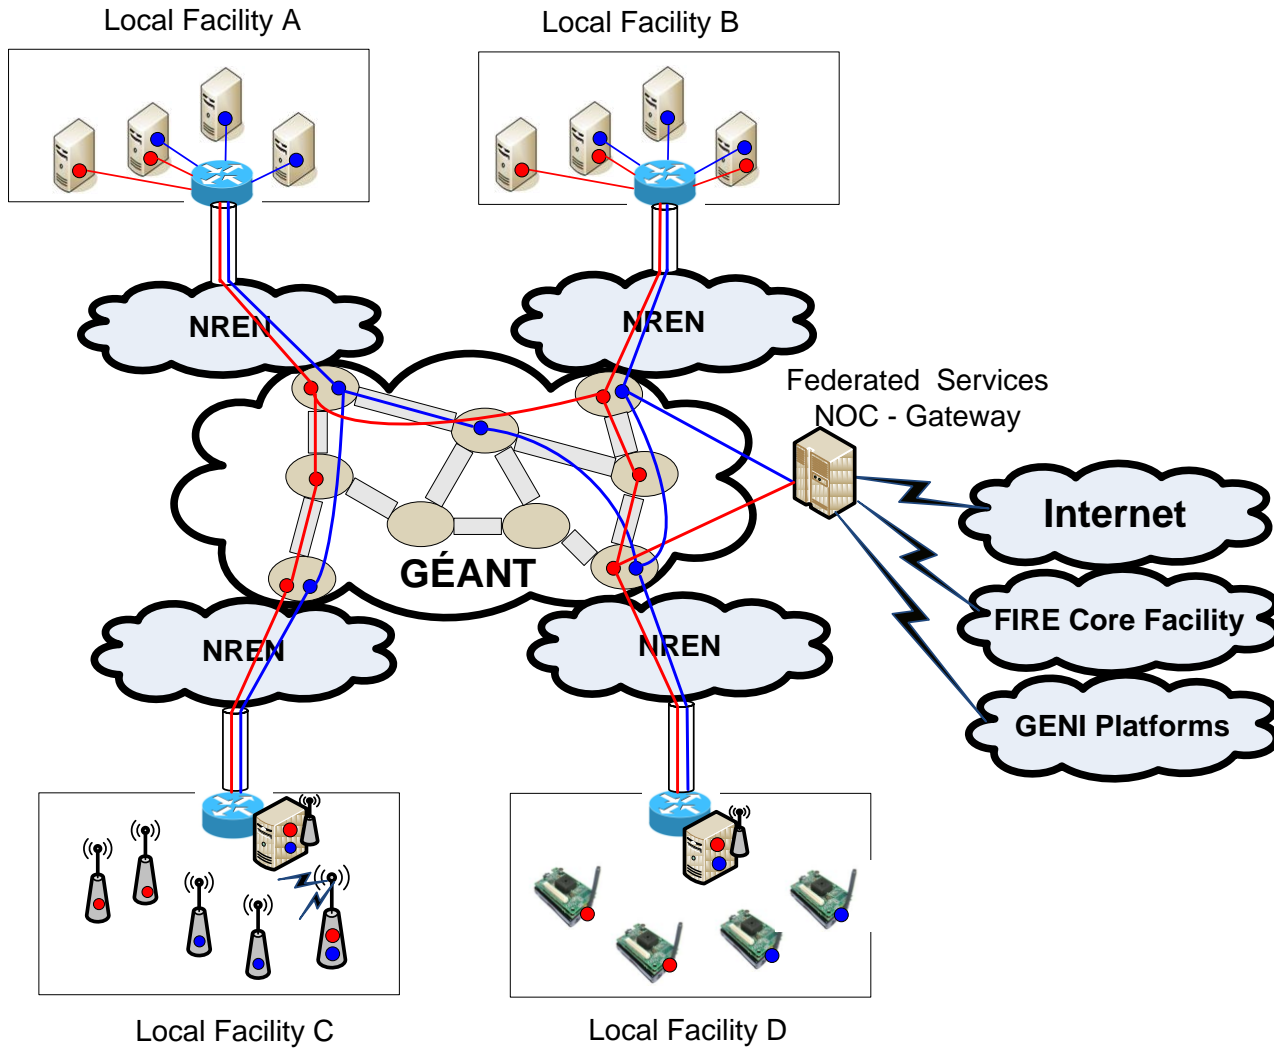 Local Facility A
Local Facility B
NREN
NREN
Federated Services
NOC - Gateway
Internet
GÉANT
FIRE Core Facility
NREN
NREN
GENI Platforms
Local Facility C
Local Facility D